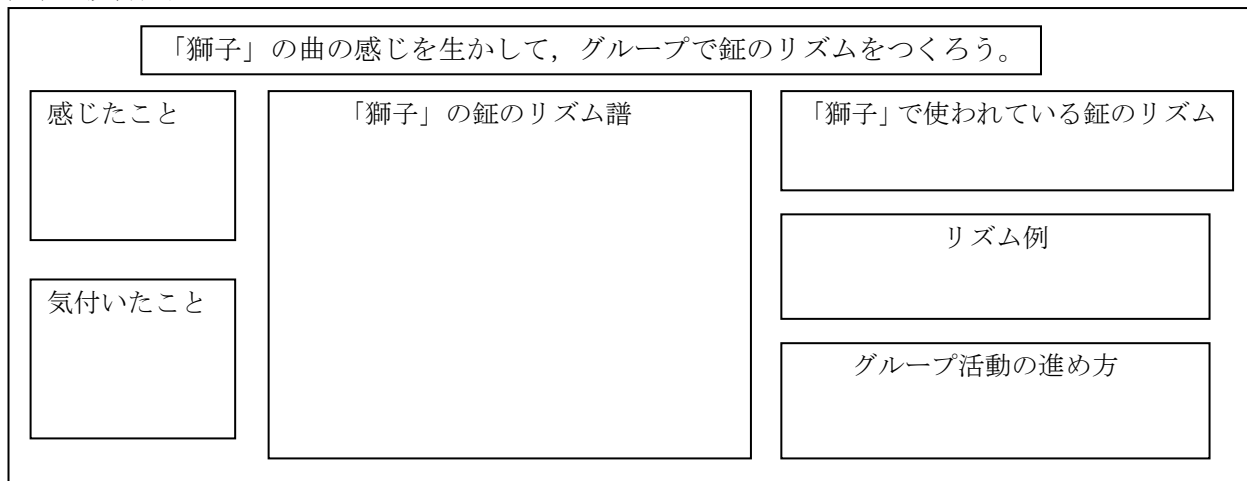 「獅子」の曲の感じを生かして，グループで鉦のリズムをつくろう。
感じたこと
気付いたこと
「獅子」の鉦のリズム譜
「獅子」で使われている鉦のリズム
リズム例
グループ活動の進め方